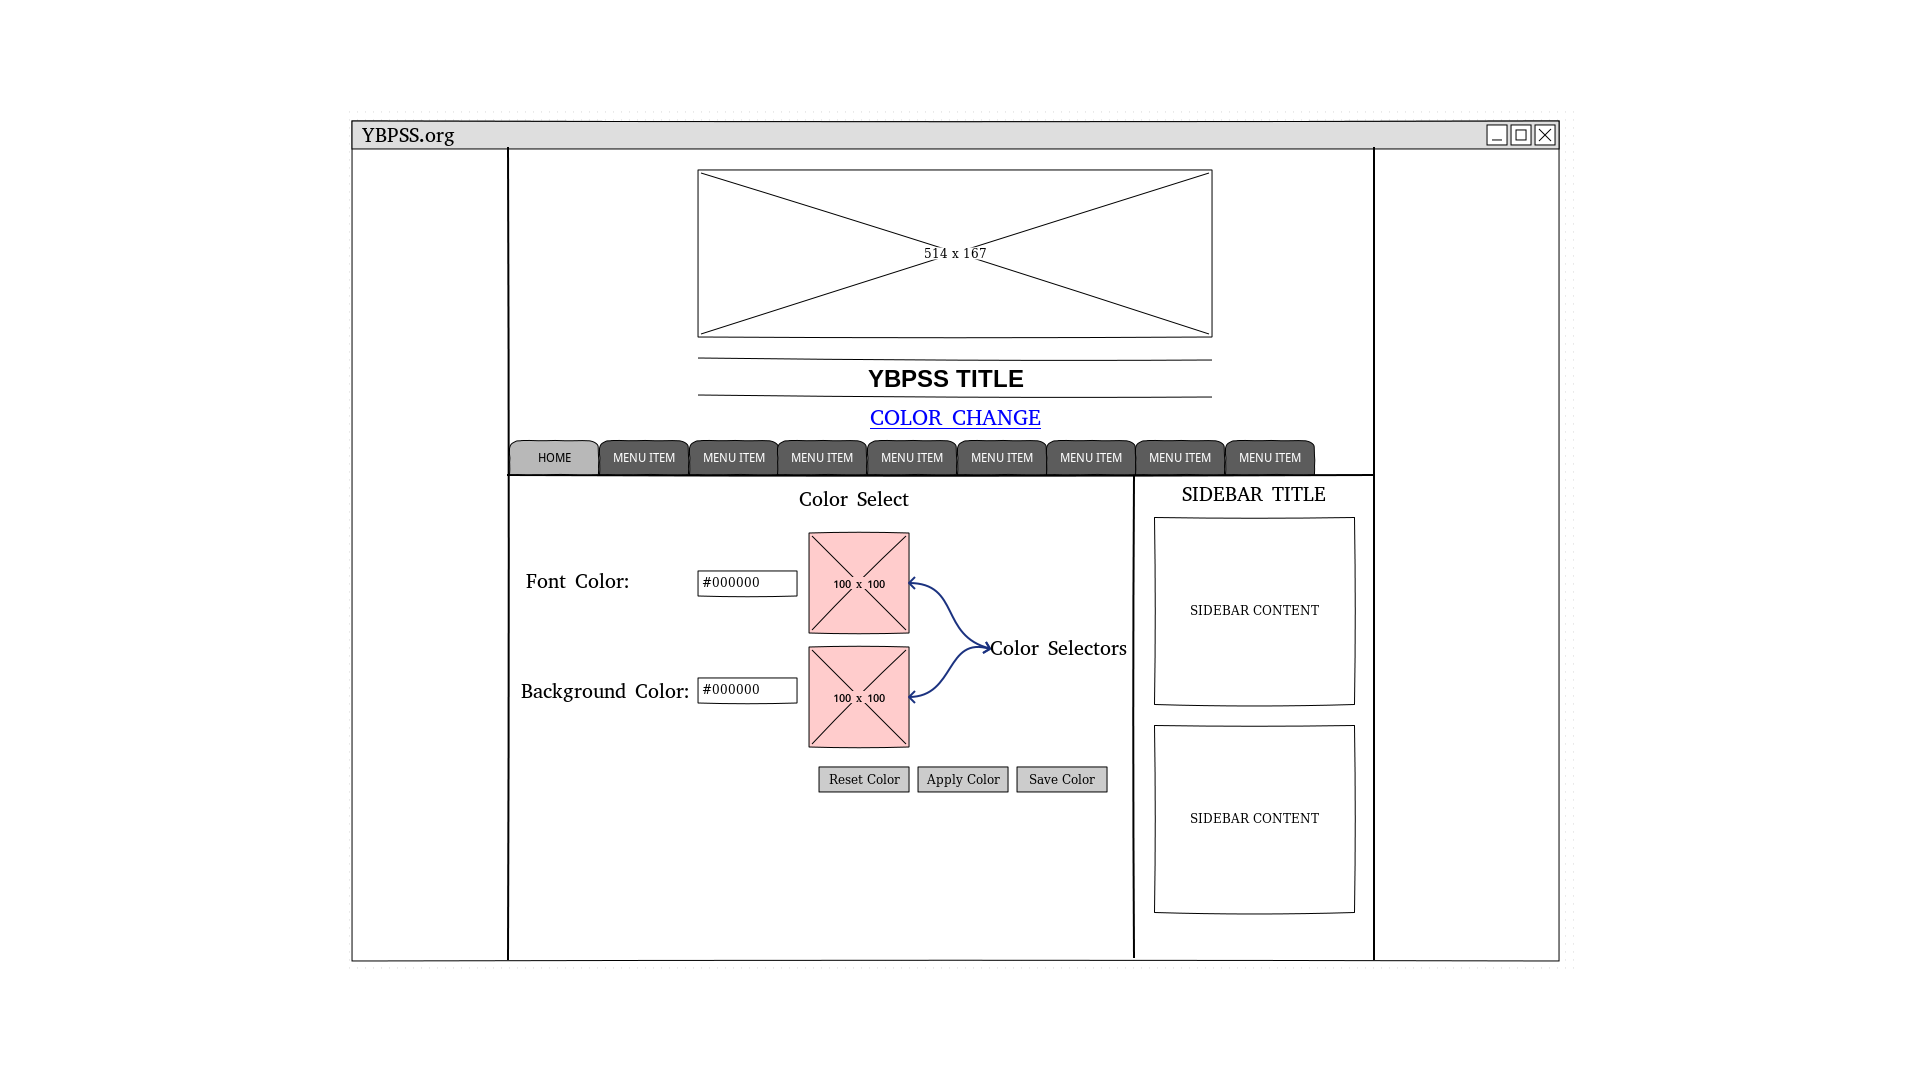 YBPSS.org
514 x 167
YBPSS TITLE
COLOR CHANGE
HOME MENU ITEM MENU ITEM MENU ITEM MENU ITEM MENU ITEM MENU ITEM MENU ITEM MENU ITEM
Color Select
Font Color:
#000000
100 x 100
Color Selectors
Background Color:
#000000
100 x 100
Reset Color Apply Color Save Color
SIDEBAR TITLE
SIDEBAR CONTENT
SIDEBAR CONTENT